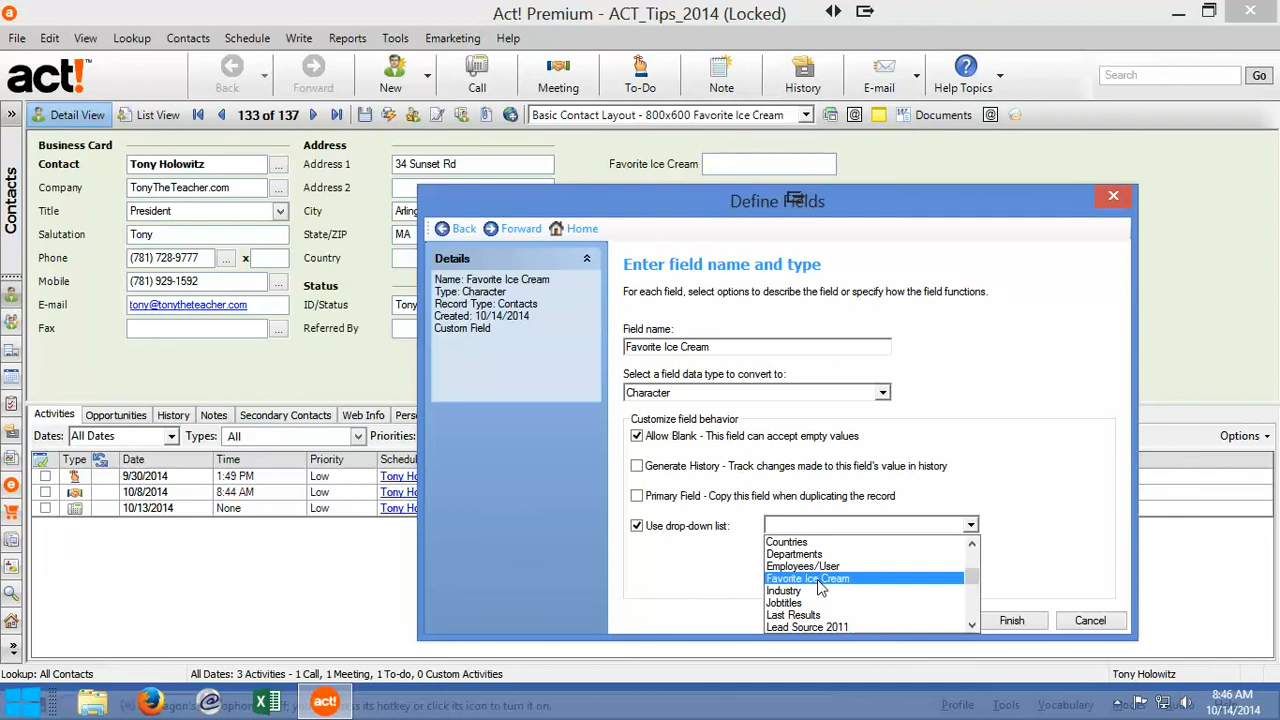 Act! Premium - ACT_Tips_2014 (Locked)
File Edit View Lookup Contacts Schedule Write Reports Tools Emarketing Help
act! Back Forward New Call Meeting To-Do Note History E-mail Help Topics Search Go
Detail View List View 133 of 137 Basic Contact Layout - 800x600 Favorite Ice Cream Documents
Contacts
Business Card Address
Contact Tony Holowitz ... Address 1 34 Sunset Rd Favorite Ice Cream
Company TonyTheTeacher.com ... Address 2
Title President City Arling
Salutation Tony State/ZIP MA
Phone (781) 728-9777 ... x Country
Mobile (781) 929-1592 ... Status
E-mail tony@tonytheteacher.com ID/Status Tony
Fax ... Referred By
Activities Opportunities History Notes Secondary Contacts Web Info Pers
Dates: All Dates Types: All Priorities: Options
Type Date Time Priority Schedu
9/30/2014 1:49 PM Low Tony Ho
10/8/2014 8:44 AM Low Tony Ho
10/13/2014 None Low Tony Ho
Define Fields
Back Forward Home
Details
Name: Favorite Ice Cream
Type: Character
Record Type: Contacts
Created: 10/14/2014
Custom Field
Enter field name and type
For each field, select options to describe the field or specify how the field functions.
Field name:
Favorite Ice Cream
Select a field data type to convert to:
Character
Customize field behavior
Allow Blank - This field can accept empty values
Generate History - Track changes made to this field's value in history
Primary Field - Copy this field when duplicating the record
Use drop-down list:
Countries
Departments
Employees/User
Favorite Ice Cream
Industry
Jobtitles
Last Results
Lead Source 2011
Finish Cancel
Lookup: All Contacts All Dates: 3 Activities - 1 Call, 1 Meeting, 1 To-do, 0 Custom Activities Tony Holowitz
act! its hotkey or click its icon to turn it on. Profile Tools Vocabulary 8:46 AM
10/14/2014